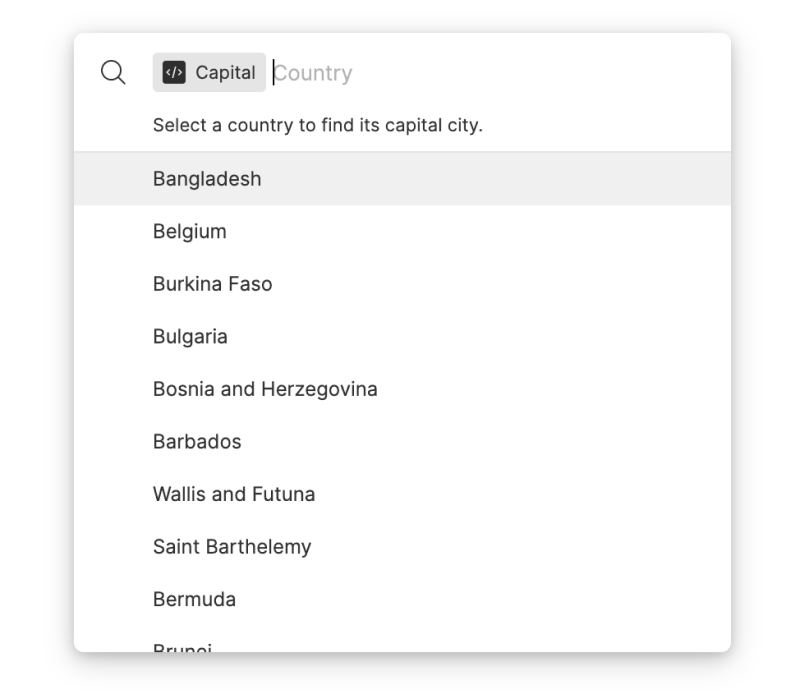 Capital Country
Select a country to find its capital city.
Bangladesh
Belgium
Burkina Faso
Bulgaria
Bosnia and Herzegovina
Barbados
Wallis and Futuna
Saint Barthelemy
Bermuda
Brunei